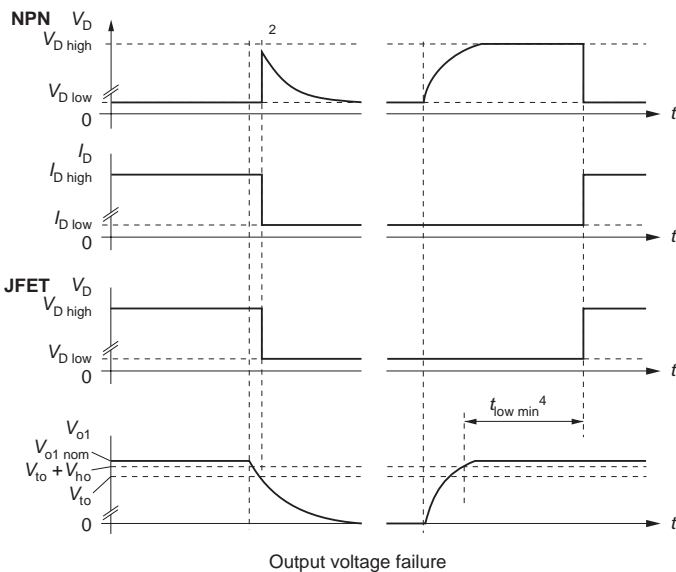 NPN V_D
2
V_D high
V_D low
0
t
I_D
I_D high
I_D low
0
t
JFET V_D
V_D high
V_D low
0
t
t_low min 4
V_o1
V_o1 nom
V_to + V_ho
V_to
0
t
Output voltage failure